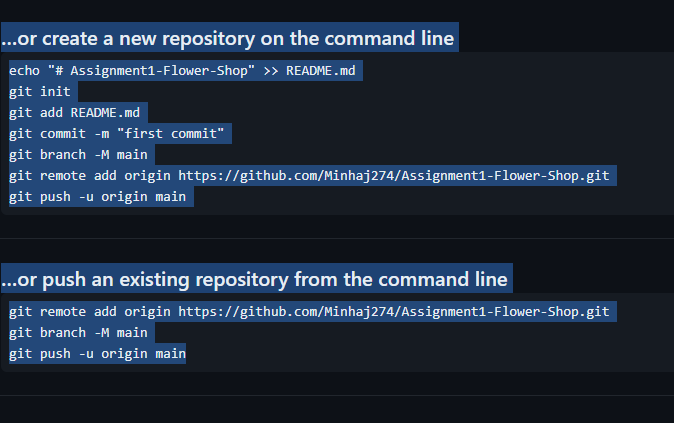 ...or create a new repository on the command line
echo "# Assignment1-Flower-Shop" >> README.md
git init
git add README.md
git commit -m "first commit"
git branch -M main
git remote add origin https://github.com/Minhaj274/Assignment1-Flower-Shop.git
git push -u origin main
...or push an existing repository from the command line
git remote add origin https://github.com/Minhaj274/Assignment1-Flower-Shop.git
git branch -M main
git push -u origin main